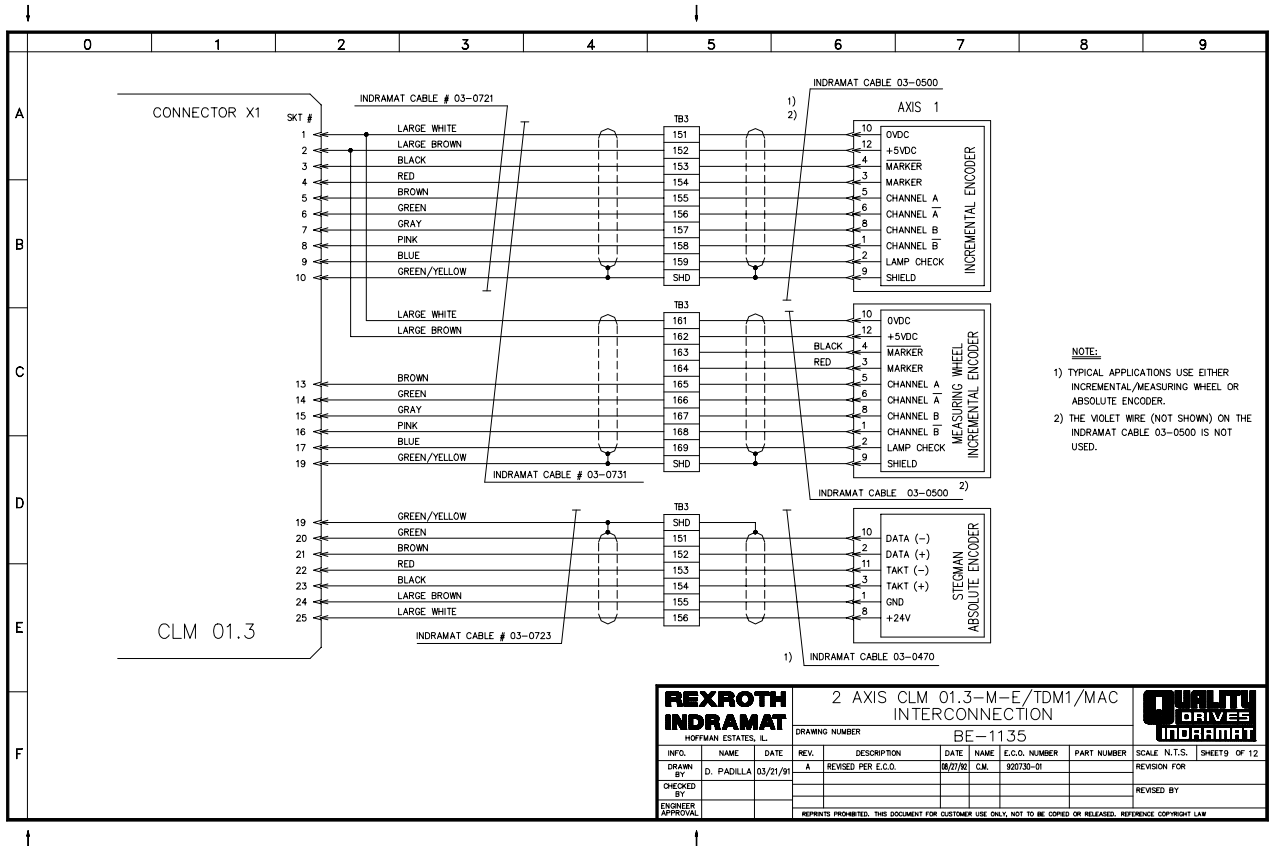 0 1 2 3 4 5 6 7 8 9
A
B
C
D
E
F
CONNECTOR X1
SKT #
INDRAMAT CABLE # 03-0721
INDRAMAT CABLE 03-0500
1)
2)
AXIS 1
TB3
1 LARGE WHITE 151 10 0VDC
2 LARGE BROWN 152 12 +5VDC
3 BLACK 153 4 MARKER
4 RED 154 3 MARKER
5 BROWN 155 5 CHANNEL A
6 GREEN 156 6 CHANNEL A
7 GRAY 157 8 CHANNEL B
8 PINK 158 1 CHANNEL B
9 BLUE 159 2 LAMP CHECK
10 GREEN/YELLOW SHD 9 SHIELD
INCREMENTAL ENCODER
TB3
LARGE WHITE 161 10 0VDC
LARGE BROWN 162 12 +5VDC
163 BLACK 4 MARKER
164 RED 3 MARKER
13 BROWN 165 5 CHANNEL A
14 GREEN 166 6 CHANNEL A
15 GRAY 167 8 CHANNEL B
16 PINK 168 1 CHANNEL B
17 BLUE 169 2 LAMP CHECK
19 GREEN/YELLOW SHD 9 SHIELD
MEASURING WHEEL
INCREMENTAL ENCODER
INDRAMAT CABLE # 03-0731
INDRAMAT CABLE 03-0500
2)
NOTE:
1) TYPICAL APPLICATIONS USE EITHER
INCREMENTAL/MEASURING WHEEL OR
ABSOLUTE ENCODER.
2) THE VIOLET WIRE (NOT SHOWN) ON THE
INDRAMAT CABLE 03-0500 IS NOT
USED.
TB3
19 GREEN/YELLOW SHD
20 GREEN 151 10 DATA (-)
21 BROWN 152 2 DATA (+)
22 RED 153 11 TAKT (-)
23 BLACK 154 3 TAKT (+)
24 LARGE BROWN 155 1 GND
25 LARGE WHITE 156 8 +24V
STEGMAN
ABSOLUTE ENCODER
CLM 01.3
INDRAMAT CABLE # 03-0723
1) INDRAMAT CABLE 03-0470
REXROTH
INDRAMAT
HOFFMAN ESTATES, IL.
2 AXIS CLM 01.3-M-E/TDM1/MAC
INTERCONNECTION
DRAWING NUMBER
BE-1135
QUALITY
DRIVES
INDRAMAT
INFO. NAME DATE REV. DESCRIPTION DATE NAME E.C.O. NUMBER PART NUMBER SCALE N.T.S. SHEET9 OF 12
DRAWN BY D. PADILLA 03/21/91 A REVISED PER E.C.O. 08/27/92 C.M. 920730-01 REVISION FOR
CHECKED BY REVISED BY
ENGINEER APPROVAL
REPRINTS PROHIBITED. THIS DOCUMENT FOR CUSTOMER USE ONLY, NOT TO BE COPIED OR RELEASED. REFERENCE COPYRIGHT LAW